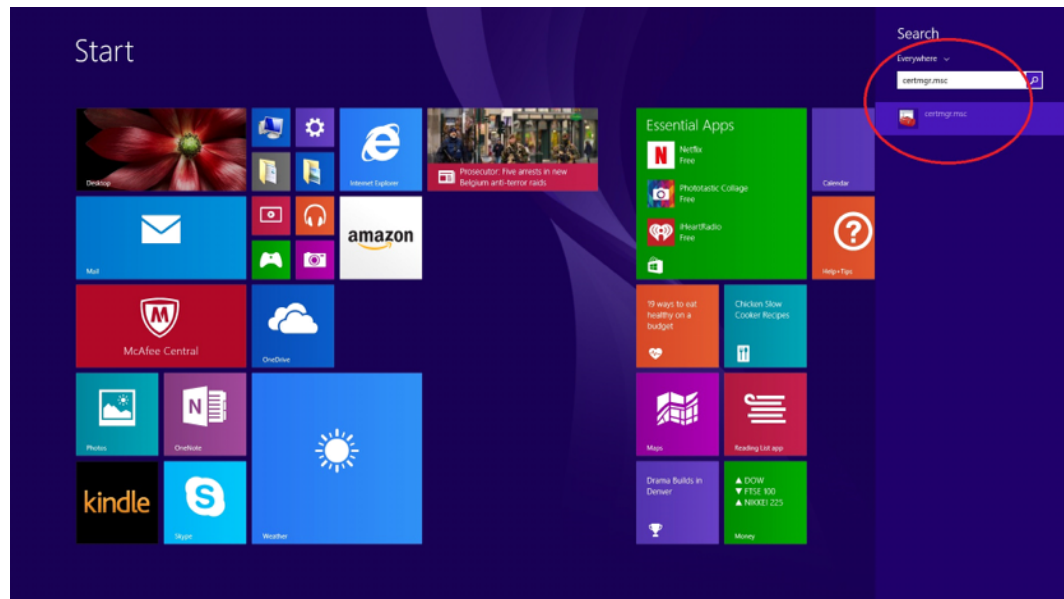 Start
Search
Everywhere
certmgr.msc
certmgr.msc
Desktop
Internet Explorer
Prosecutor: Five arrests in new
Belgium anti-terror raids
Essential Apps
Netflix
Free
Phototastic Collage
Free
iHeartRadio
Free
Calendar
Mail
amazon
Help+Tips
McAfee Central
OneDrive
19 ways to eat
healthy on a
budget
Chicken Slow
Cooker Recipes
Photos
N
OneNote
Maps
Reading List app
kindle
S
Skype
Weather
Drama Builds in
Denver
▲ DOW
▼ FTSE 100
▲ NIKKEI 225
Money